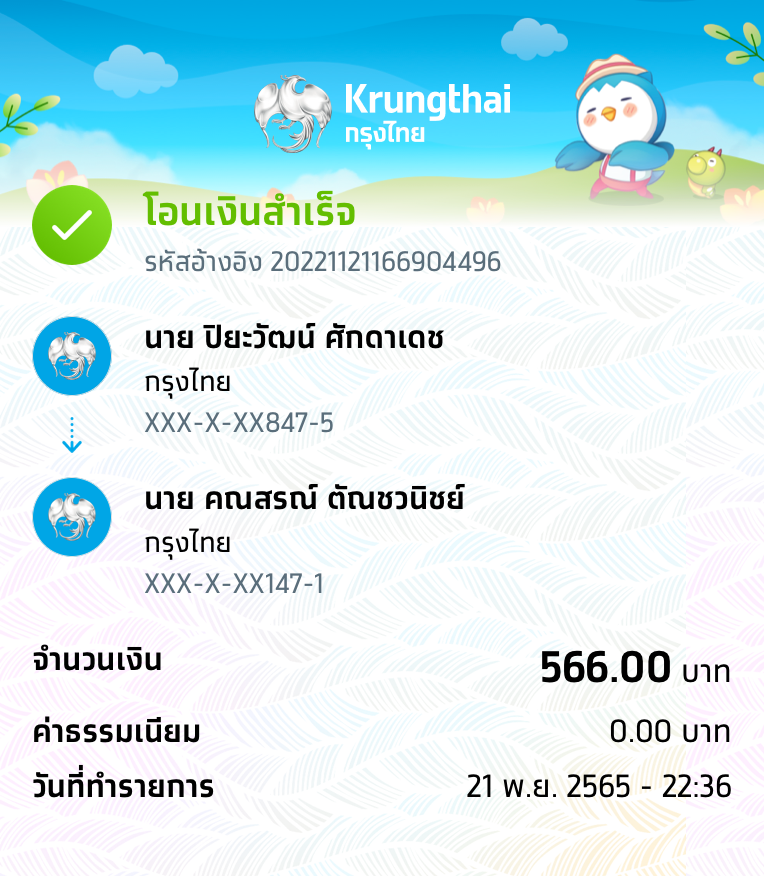 Krungthai
กรุงไทย
โอนเงินสำเร็จ
รหัสอ้างอิง 20221121166904496
นาย ปิยะวัฒน์ ศักดาเดช
กรุงไทย
XXX-X-XX847-5
นาย คณสรณ์ ตัณชวนิชย์
กรุงไทย
XXX-X-XX147-1
จำนวนเงิน 566.00 บาท
ค่าธรรมเนียม 0.00 บาท
วันที่ทำรายการ 21 พ.ย. 2565 - 22:36